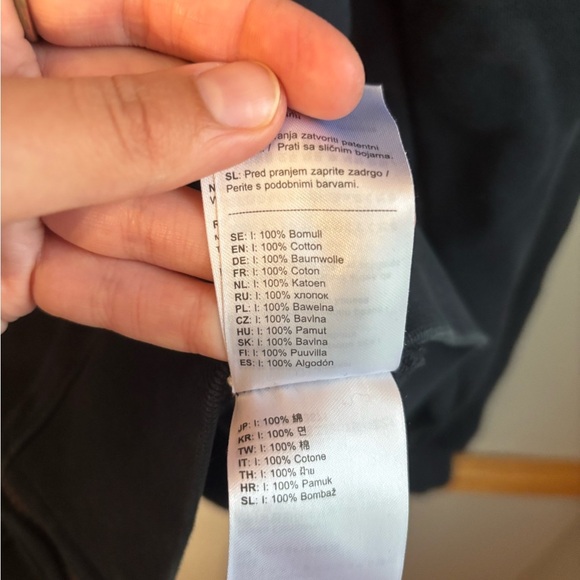 anja zatvoriti patentni
/ Prati sa sličnim bojama.
SL: Pred pranjem zaprite zadrgo /
Perite s podobnimi barvami.
SE: I: 100% Bomull
EN: I: 100% Cotton
DE: I: 100% Baumwolle
FR: I: 100% Coton
NL: I: 100% Katoen
RU: I: 100% хлопок
PL: I: 100% Bawełna
CZ: I: 100% Bavlna
HU: I: 100% Pamut
SK: I: 100% Bavlna
FI: I: 100% Puuvilla
ES: I: 100% Algodón
JP: I: 100% 綿
KR: I: 100% 면
TW: I: 100% 棉
IT: I: 100% Cotone
TH: I: 100% ฝ้าย
HR: I: 100% Pamuk
SL: I: 100% Bombaž